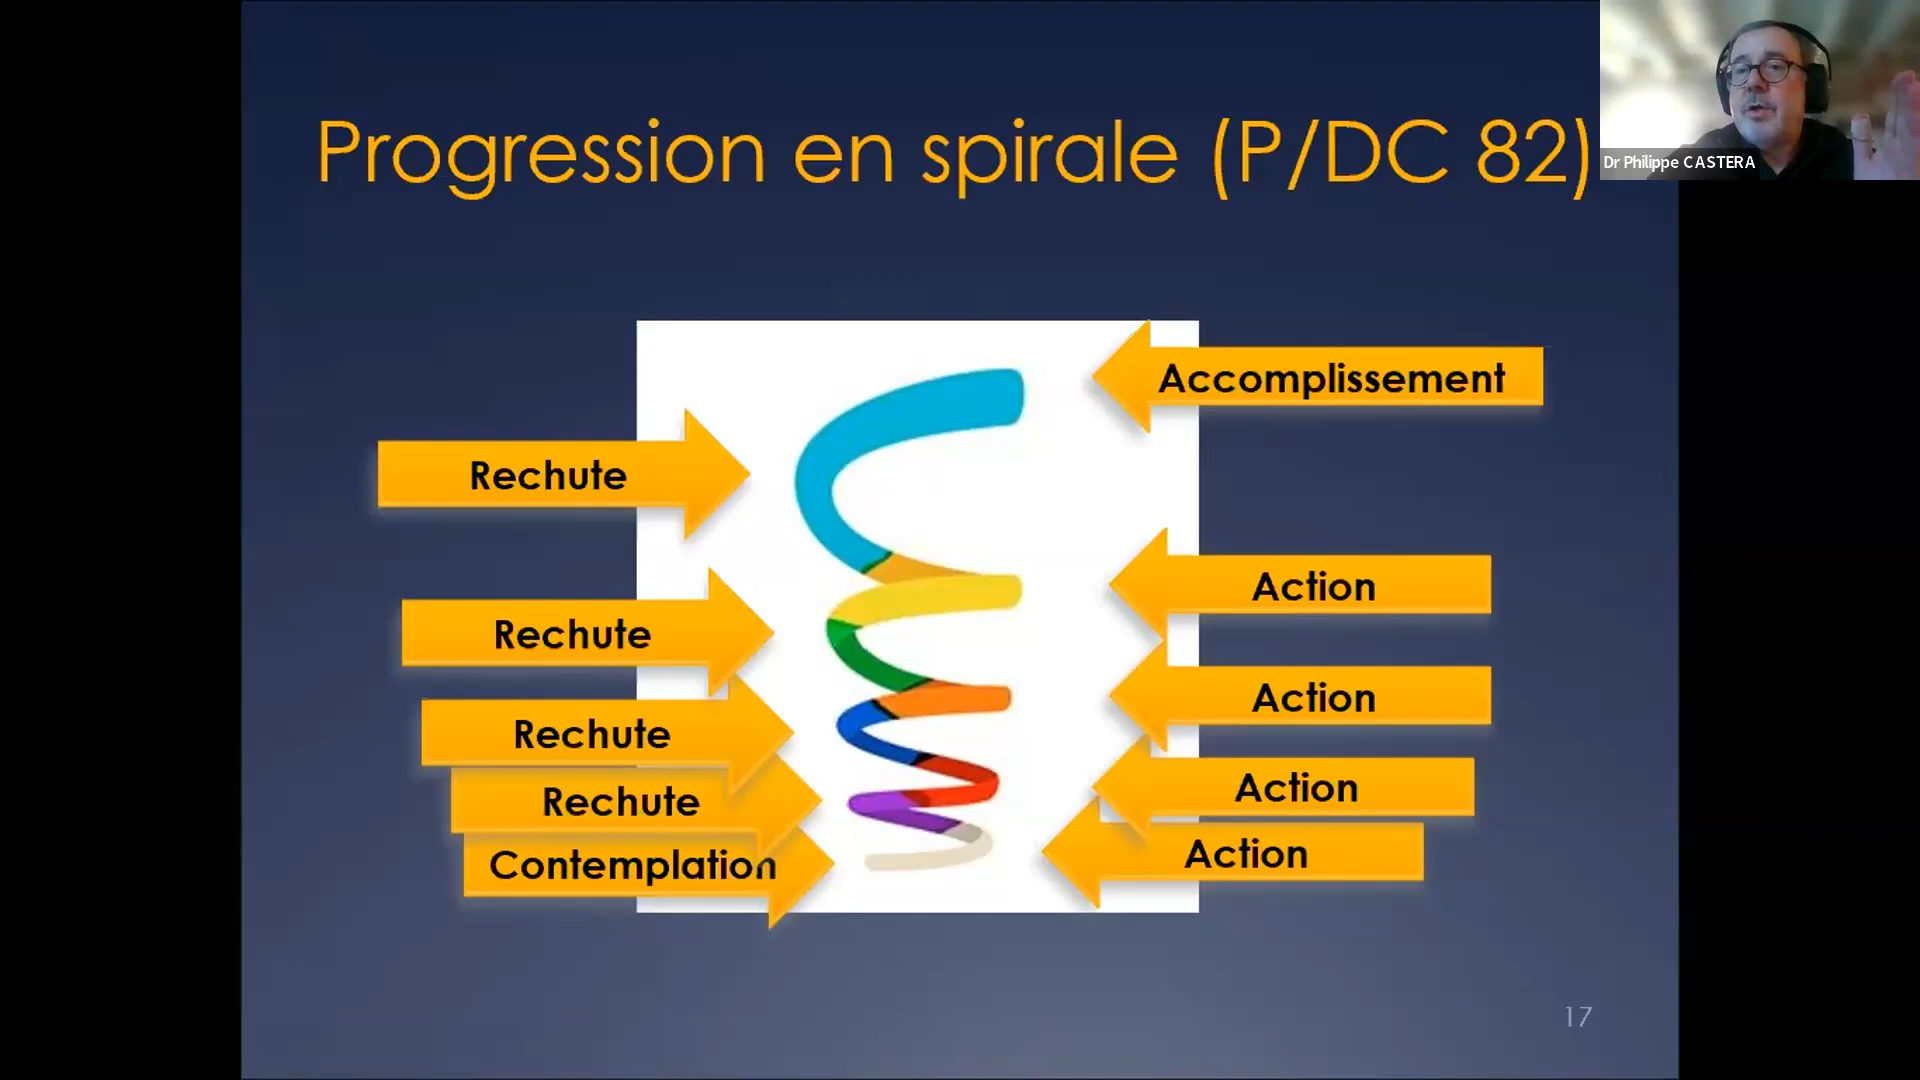 Progression en spirale (P/DC 82)
Dr Philippe CASTERA
Accomplissement
Rechute
Action
Rechute
Action
Rechute
Action
Rechute
Action
Contemplation
17